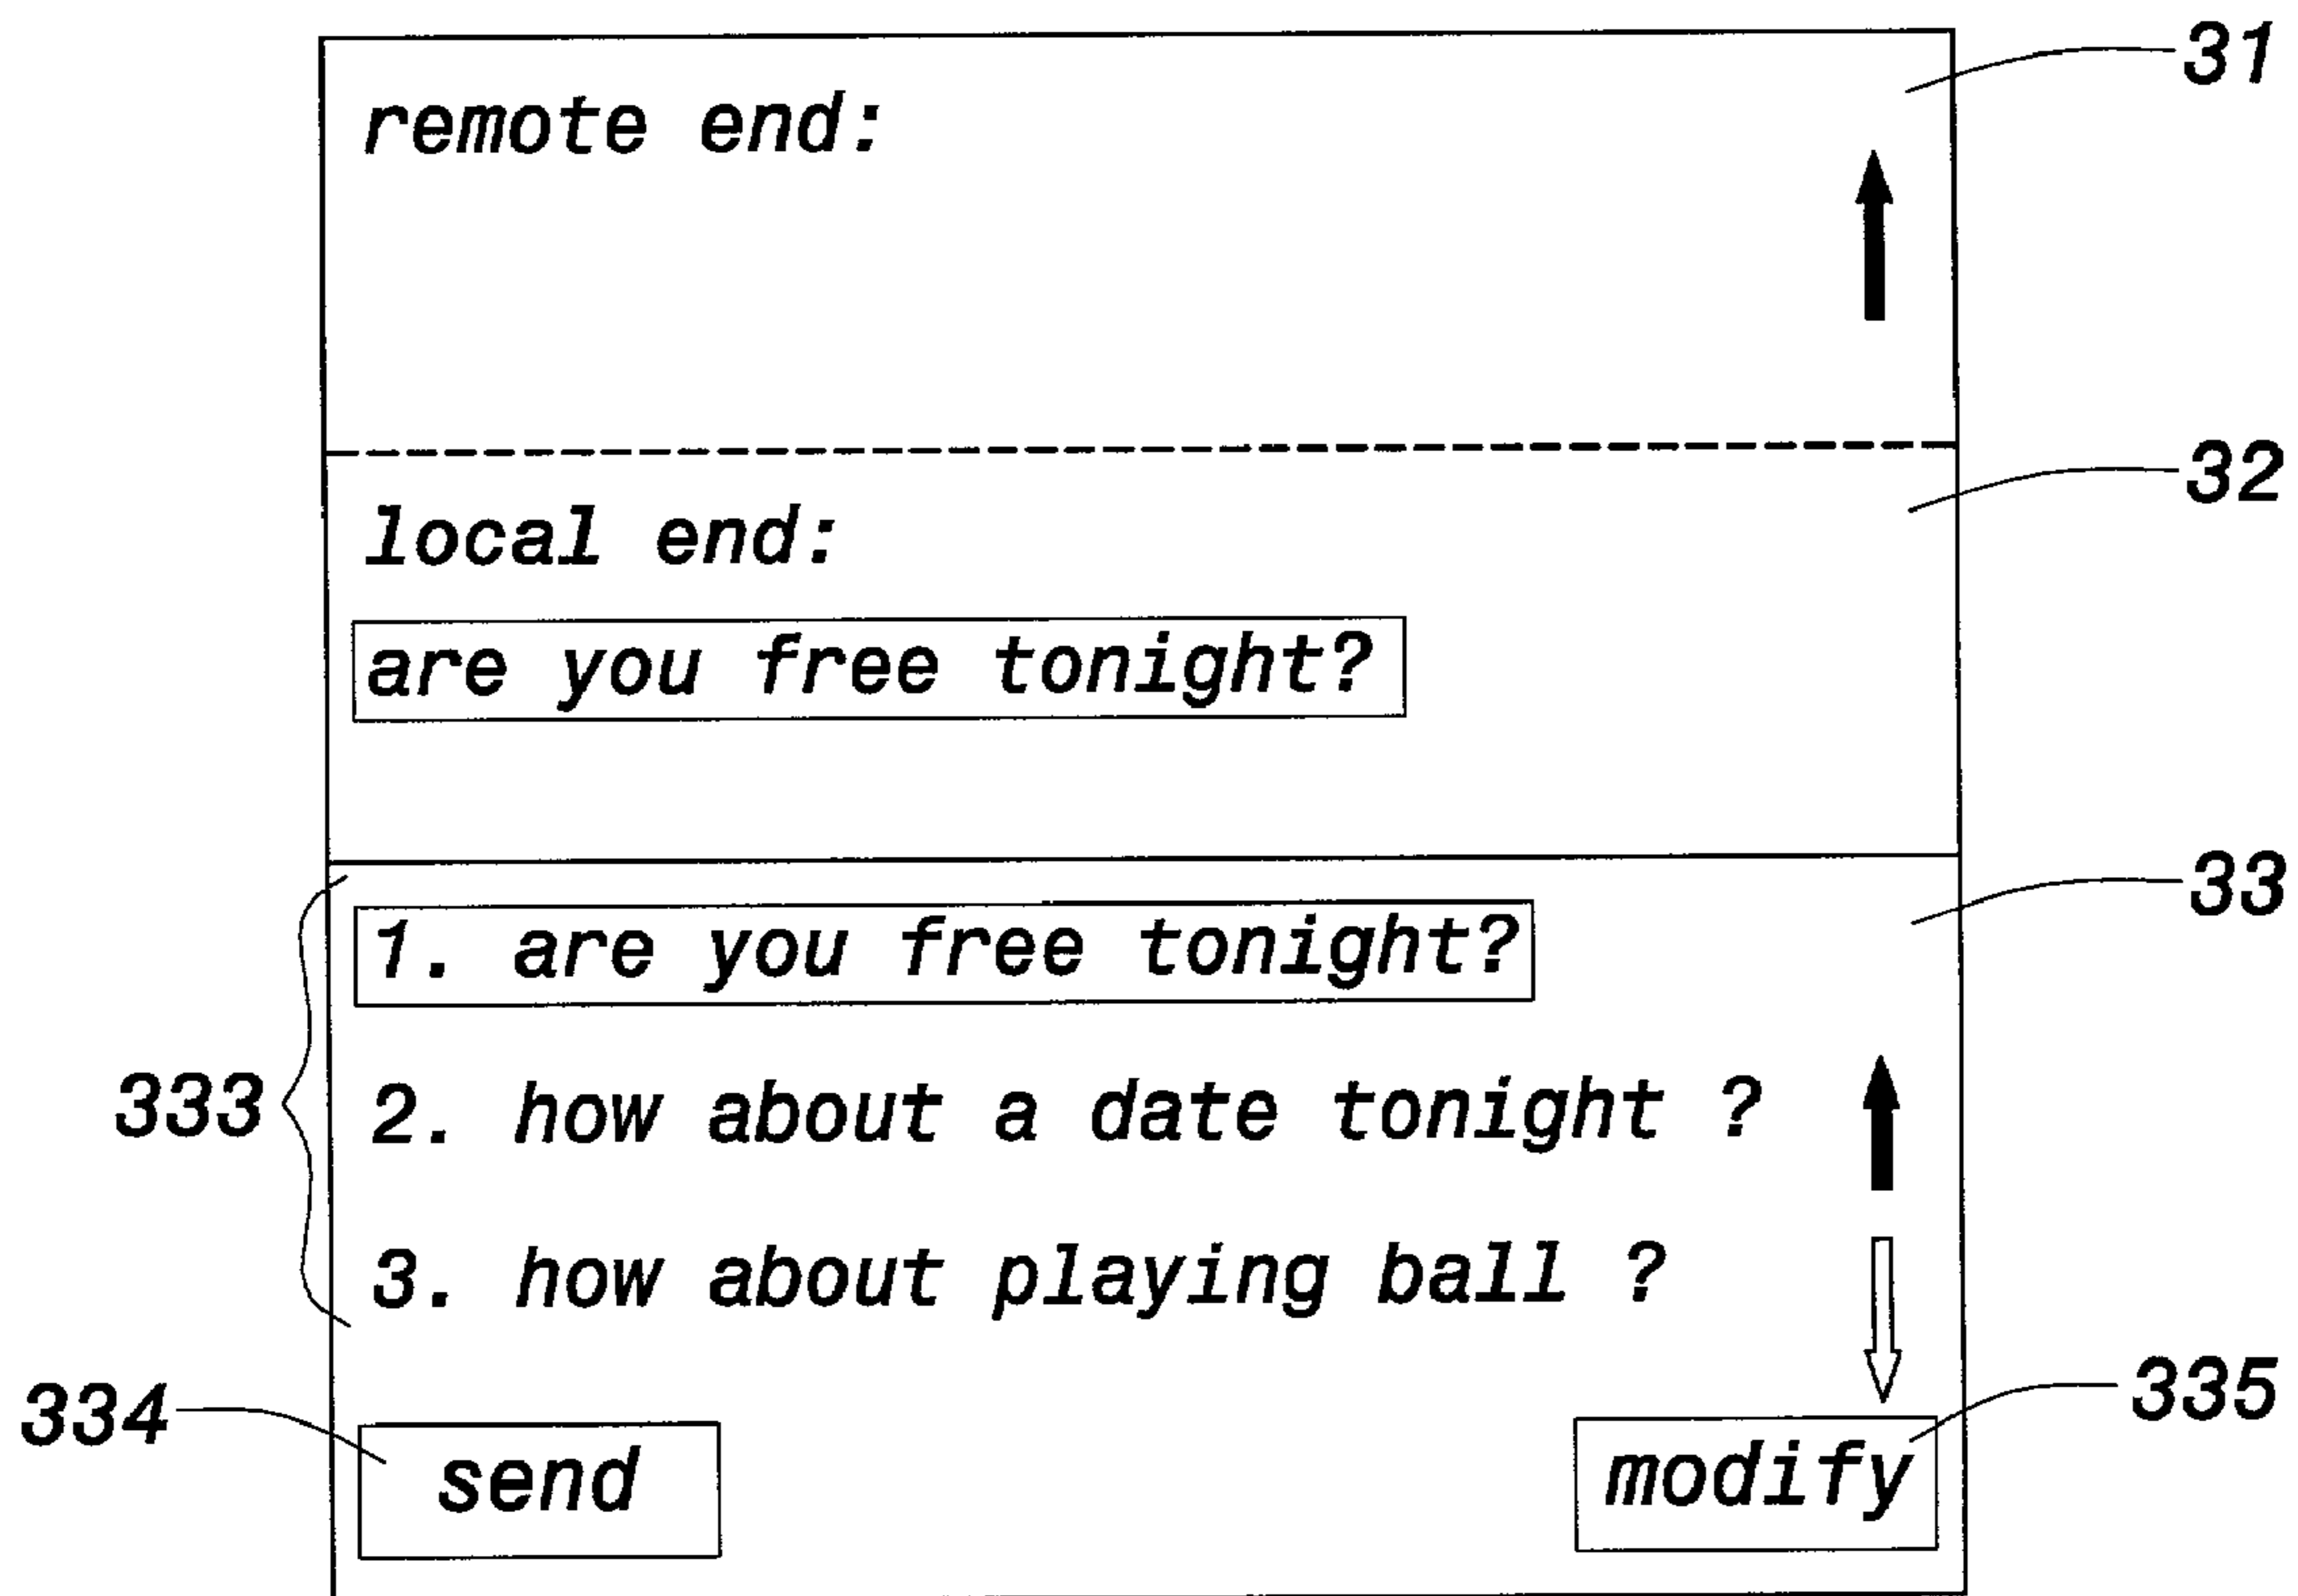 31
remote end:
32
local end:
are you free tonight?
33
1. are you free tonight?
333
2. how about a date tonight ?
3. how about playing ball ?
334
335
send
modify